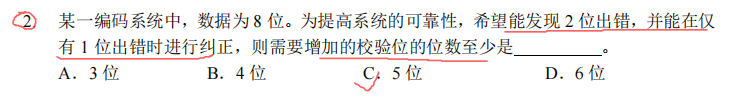 2 某一编码系统中，数据为 8 位。为提高系统的可靠性，希望能发现 2 位出错，并能在仅
有 1 位出错时进行纠正，则需要增加的校验位的位数至少是________。
A．3 位 B．4 位 C．5 位 D．6 位